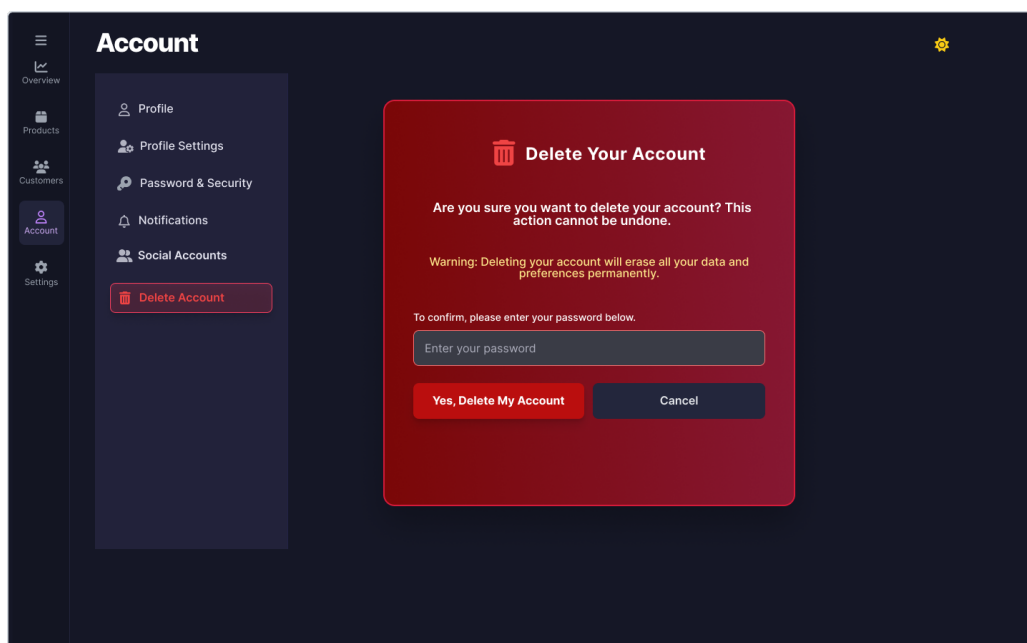 Account
Overview
Products
Customers
Account
Settings
Profile
Profile Settings
Password & Security
Notifications
Social Accounts
Delete Account
Delete Your Account
Are you sure you want to delete your account? This
action cannot be undone.
Warning: Deleting your account will erase all your data and
preferences permanently.
To confirm, please enter your password below.
Enter your password
Yes, Delete My Account
Cancel